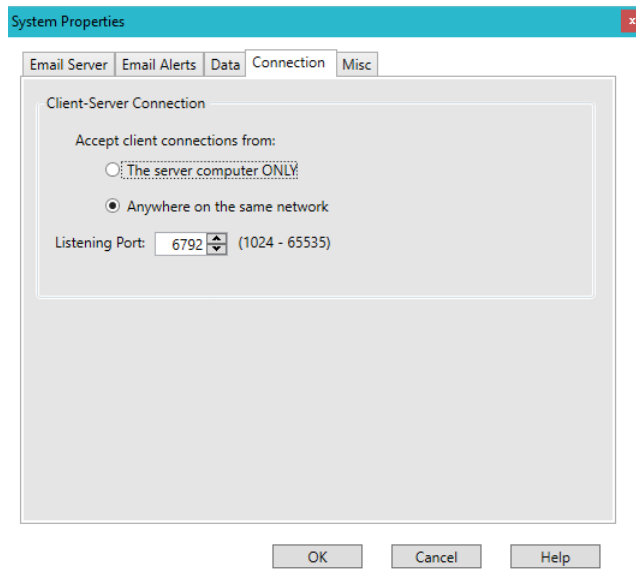 System Properties
x
Email Server Email Alerts Data Connection Misc
Client-Server Connection
Accept client connections from:
The server computer ONLY
Anywhere on the same network
Listening Port: 6792 (1024 - 65535)
OK Cancel Help